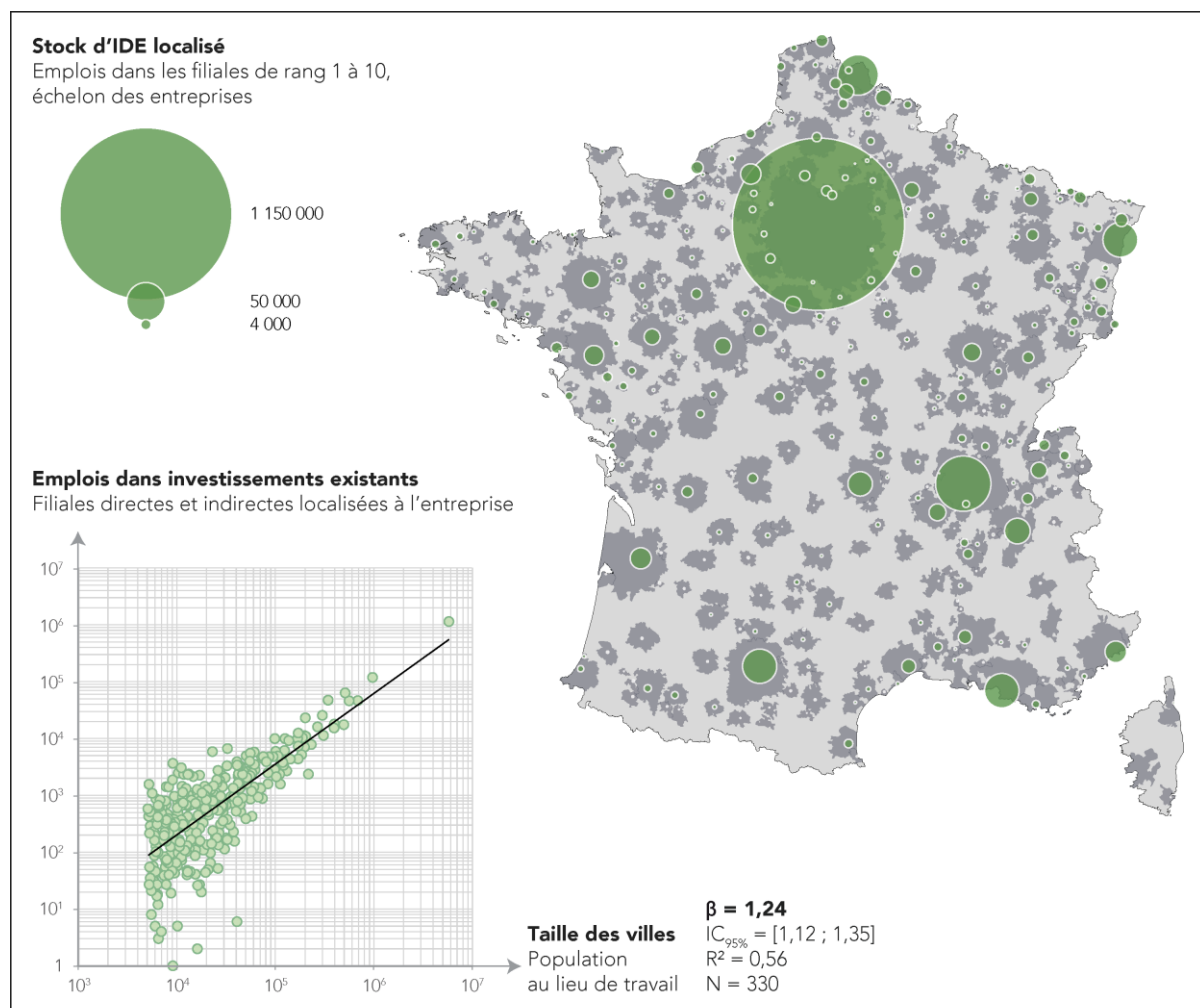 Stock d’IDE localisé
Emplois dans les filiales de rang 1 à 10,
échelon des entreprises
1 150 000
50 000
4 000
Emplois dans investissements existants
Filiales directes et indirectes localisées à l’entreprise
10⁷
10⁶
10⁵
10⁴
10³
10²
10¹
1
10³
10⁴
10⁵
10⁶
10⁷
Taille des villes
Population
au lieu de travail
β = 1,24
IC95% = [1,12 ; 1,35]
R² = 0,56
N = 330